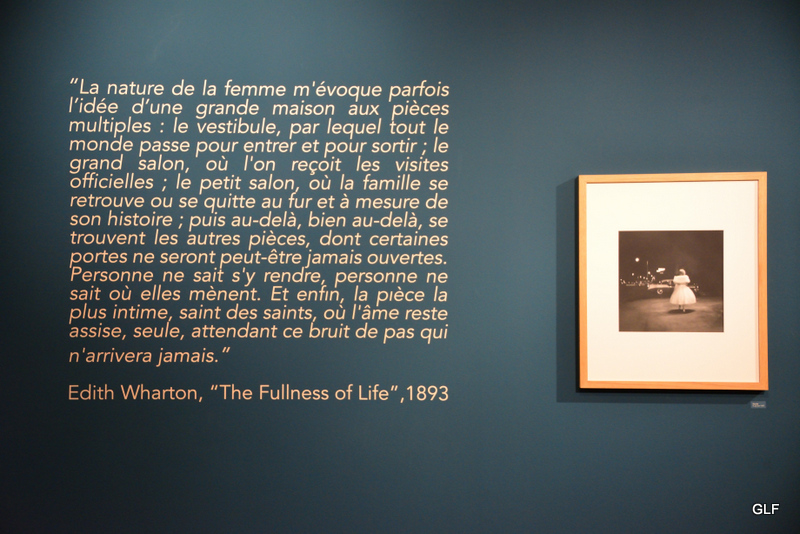 “La nature de la femme m'évoque parfois
l’idée d’une grande maison aux pièces
multiples : le vestibule, par lequel tout le
monde passe pour entrer et pour sortir ; le
grand salon, où l'on reçoit les visites
officielles ; le petit salon, où la famille se
retrouve ou se quitte au fur et à mesure de
son histoire ; puis au-delà, bien au-delà, se
trouvent les autres pièces, dont certaines
portes ne seront peut-être jamais ouvertes.
Personne ne sait s'y rendre, personne ne
sait où elles mènent. Et enfin, la pièce la
plus intime, saint des saints, où l'âme reste
assise, seule, attendant ce bruit de pas qui
n'arrivera jamais.”
Edith Wharton, “The Fullness of Life”,1893
GLF